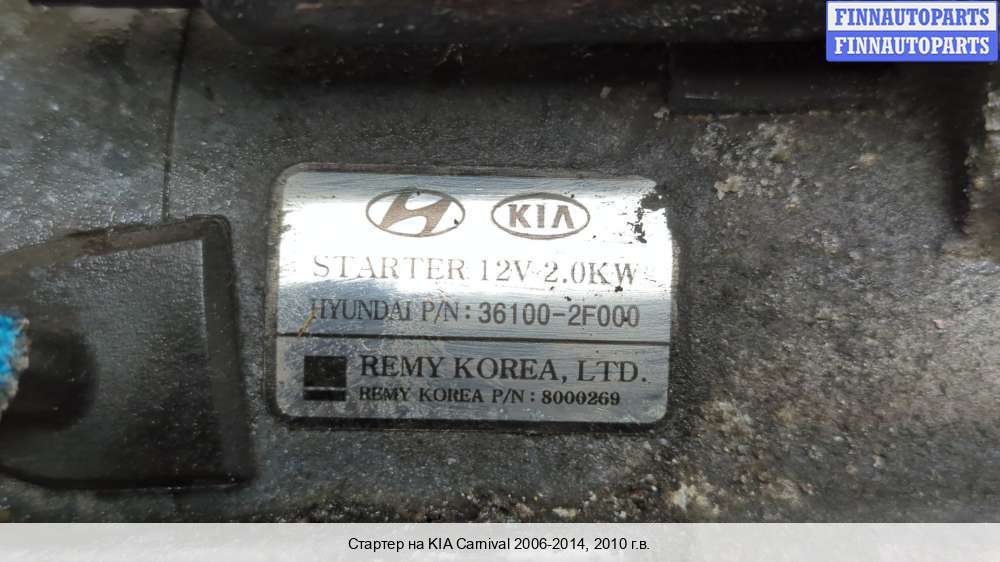 FINNAUTOPARTS
FINNAUTOPARTS
KIA
STARTER 12V 2.0KW
HYUNDAI P/N : 36100-2F000
REMY KOREA, LTD.
REMY KOREA P/N : 8000269
Стартер на KIA Carnival 2006-2014, 2010 г.в.